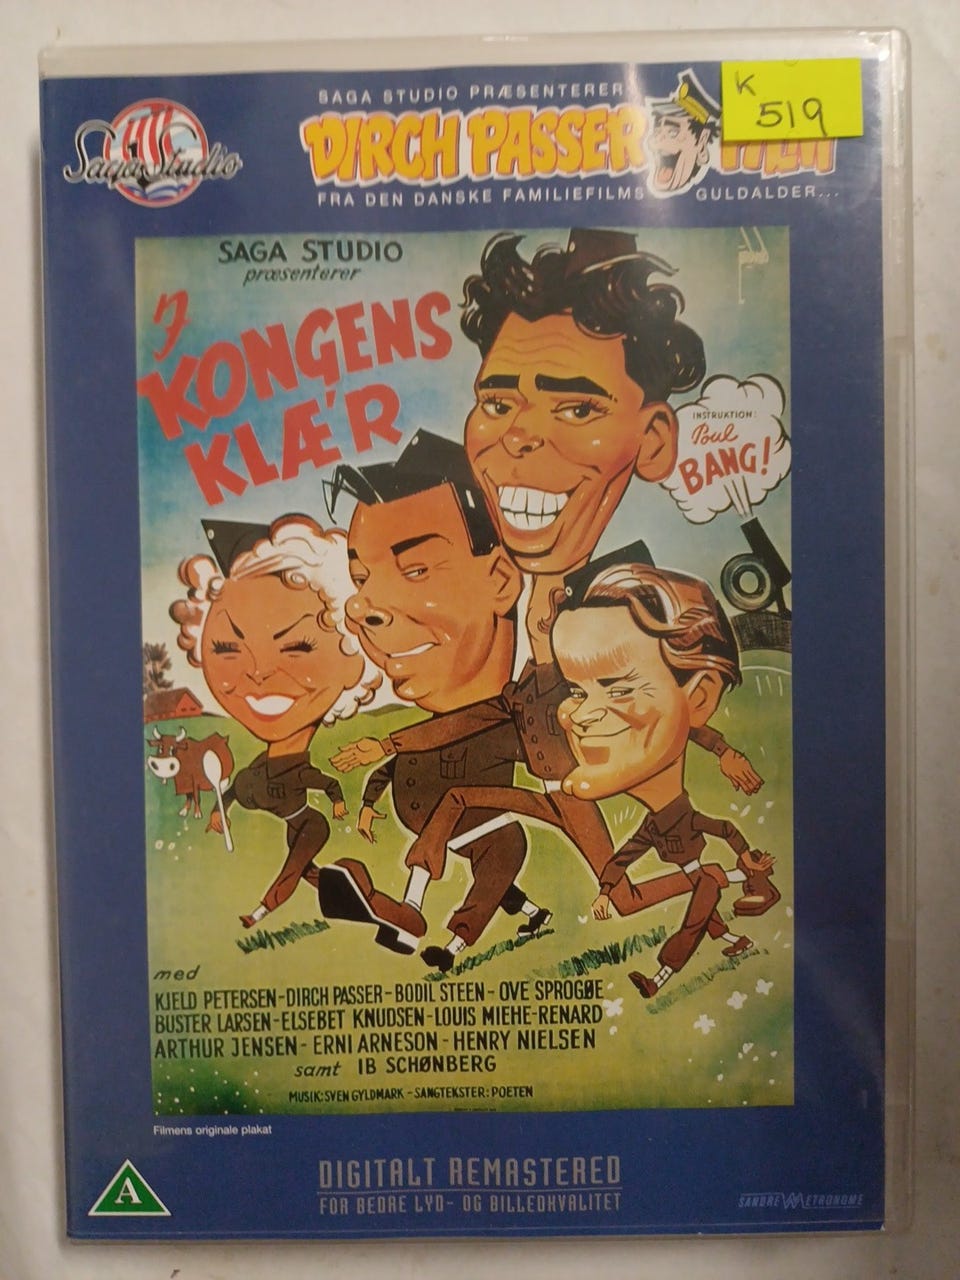 SAGA STUDIO PRÆSENTERER
K
519
Saga Studio
DIRCH PASSER FILM
FRA DEN DANSKE FAMILIEFILMS GULDALDER...
SAGA STUDIO
præsenterer
I
KONGENS
KLÆ'R
INSTRUKTION:
Poul
BANG!
med
KJELD PETERSEN-DIRCH PASSER-BODIL STEEN-OVE SPROGØE
BUSTER LARSEN-ELSEBET KNUDSEN-LOUIS MIEHE-RENARD
ARTHUR JENSEN-ERNI ARNESON-HENRY NIELSEN
samt IB SCHØNBERG
MUSIK: SVEN GYLDMARK-SANGTEKSTER: POETEN
Filmens originale plakat
A
DIGITALT REMASTERED
FOR BEDRE LYD- OG BILLEDKVALITET
SANDREW METRONOME